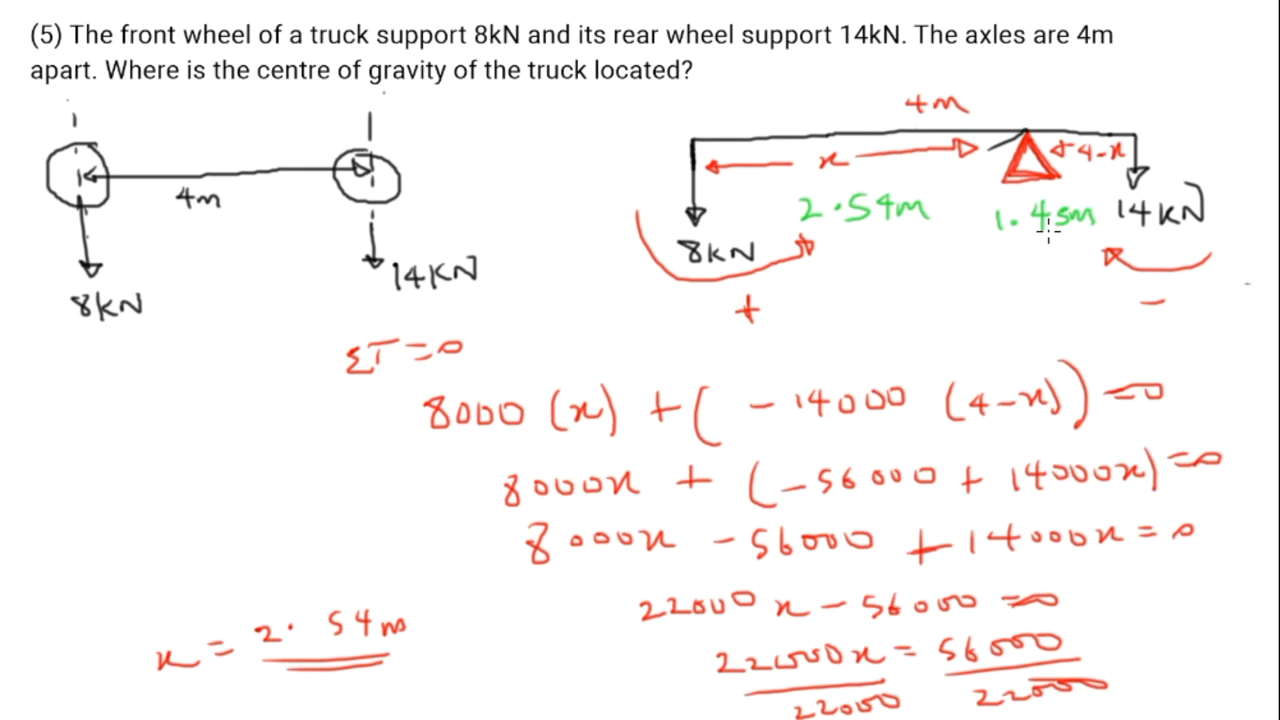 (5) The front wheel of a truck support 8kN and its rear wheel support 14kN. The axles are 4m
apart. Where is the centre of gravity of the truck located?
4m
8kN
14KN
4m
x
4-x
2.54m
1.45m
8kN
14kN
+
-
ΣT=0
8000 (x) + ( - 14000 (4-x)) = 0
8000x + (-56000 + 14000x) = 0
8000x - 56000 + 14000x = 0
22000x - 56000 = 0
22000x = 56000
22000 22000
x = 2.54m